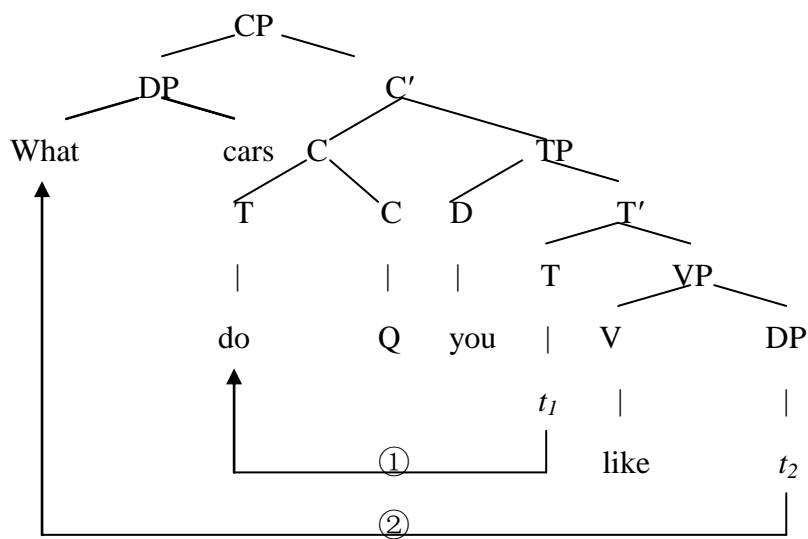 CP
DP C′
What cars C TP
T C D T′
| | | T VP
do Q you | V DP
t1 | |
① like t2
②